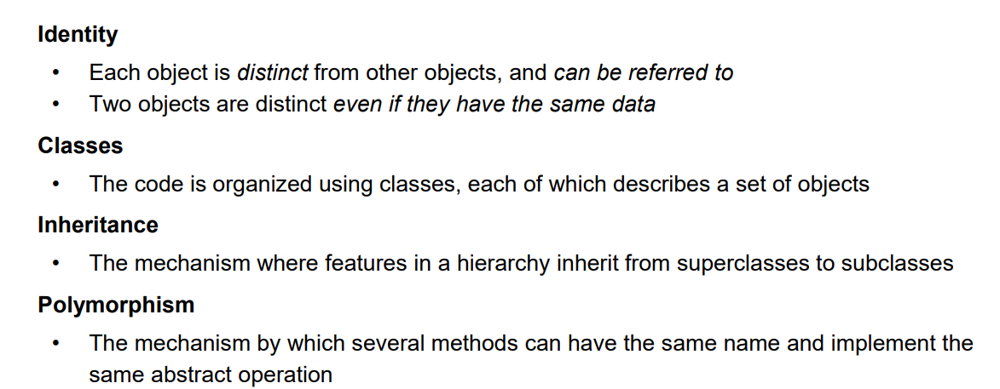 Identity
• Each object is distinct from other objects, and can be referred to
• Two objects are distinct even if they have the same data
Classes
• The code is organized using classes, each of which describes a set of objects
Inheritance
• The mechanism where features in a hierarchy inherit from superclasses to subclasses
Polymorphism
• The mechanism by which several methods can have the same name and implement the
same abstract operation